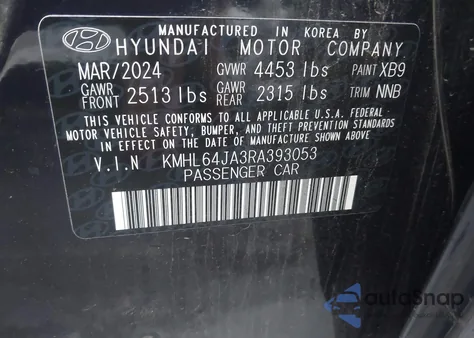 MANUFACTURED IN KOREA BY
HYUNDAI MOTOR COMPANY
MAR/2024 GVWR 4453 lbs PAINT XB9
GAWR FRONT 2513 lbs GAWR REAR 2315 lbs TRIM NNB
THIS VEHICLE CONFORMS TO ALL APPLICABLE U.S.A. FEDERAL
MOTOR VEHICLE SAFETY, BUMPER, AND THEFT PREVENTION STANDARDS
IN EFFECT ON THE DATE OF MANUFACTURE SHOWN ABOVE.
V.I.N KMHL64JA3RA393053
PASSENGER CAR
autoSnap